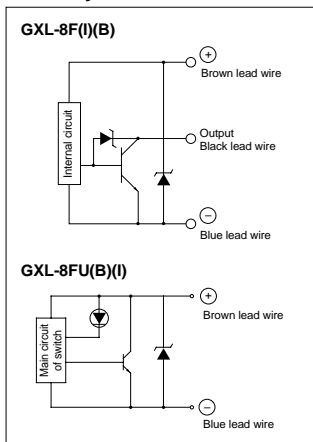 GXL-8F(I)(B)
+
Brown lead wire
Internal circuit
Output
Black lead wire
−
Blue lead wire
GXL-8FU(B)(I)
+
Brown lead wire
Main circuit
of switch
−
Blue lead wire